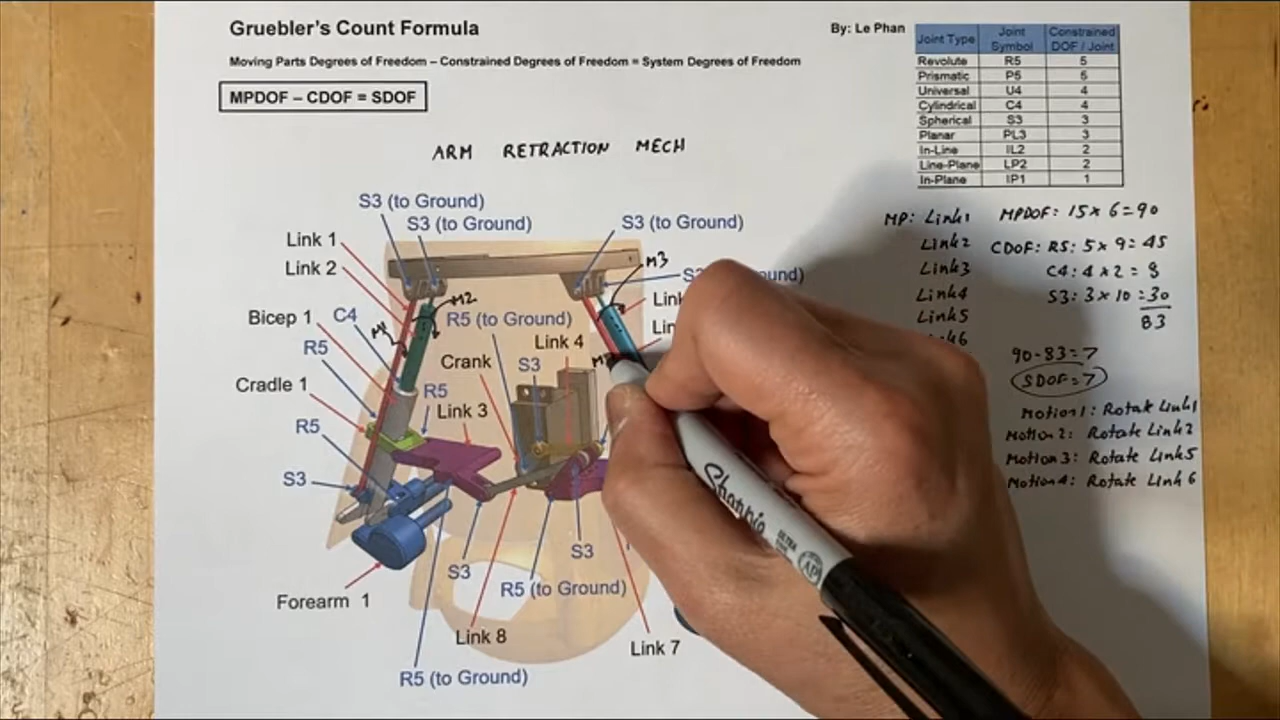 Gruebler's Count Formula
By: Le Phan
Moving Parts Degrees of Freedom – Constrained Degrees of Freedom = System Degrees of Freedom
MPDOF – CDOF = SDOF
Joint Type Joint Symbol Constrained DOF / Joint
Revolute R5 5
Prismatic P5 5
Universal U4 4
Cylindrical C4 4
Spherical S3 3
Planar PL3 3
In-Line IL2 2
Line-Plane LP2 2
In-Plane IP1 1
ARM RETRACTION MECH
S3 (to Ground)
S3 (to Ground)
S3 (to Ground)
Link 1
Link 2
M3
M2
M1
Bicep 1
C4
R5 (to Ground)
R5
Link 4
Crank
S3
Cradle 1
R5
Link 3
R5
S3
S3
S3
R5 (to Ground)
Forearm 1
Link 8
Link 7
R5 (to Ground)
MP: Link1
Link2
Link3
Link4
Link5
MPDOF: 15 x 6 = 90
CDOF: R5: 5 x 9 = 45
C4: 4 x 2 = 8
S3: 3 x 10 = 30
83
90-83=7
SDOF=7
Motion1: Rotate Link1
Motion2: Rotate Link2
Motion3: Rotate Link5
Motion4: Rotate Link6
Sharpie